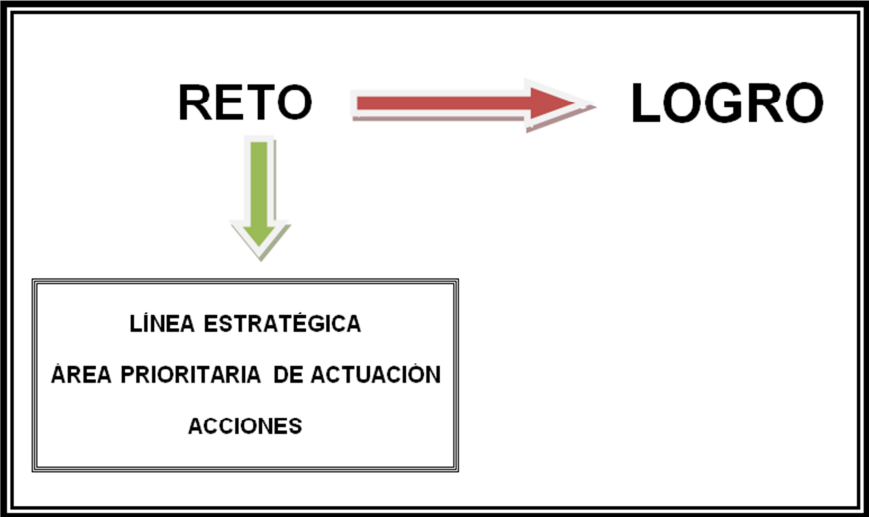 RETO
LOGRO
LÍNEA ESTRATÉGICA
ÁREA PRIORITARIA DE ACTUACIÓN
ACCIONES